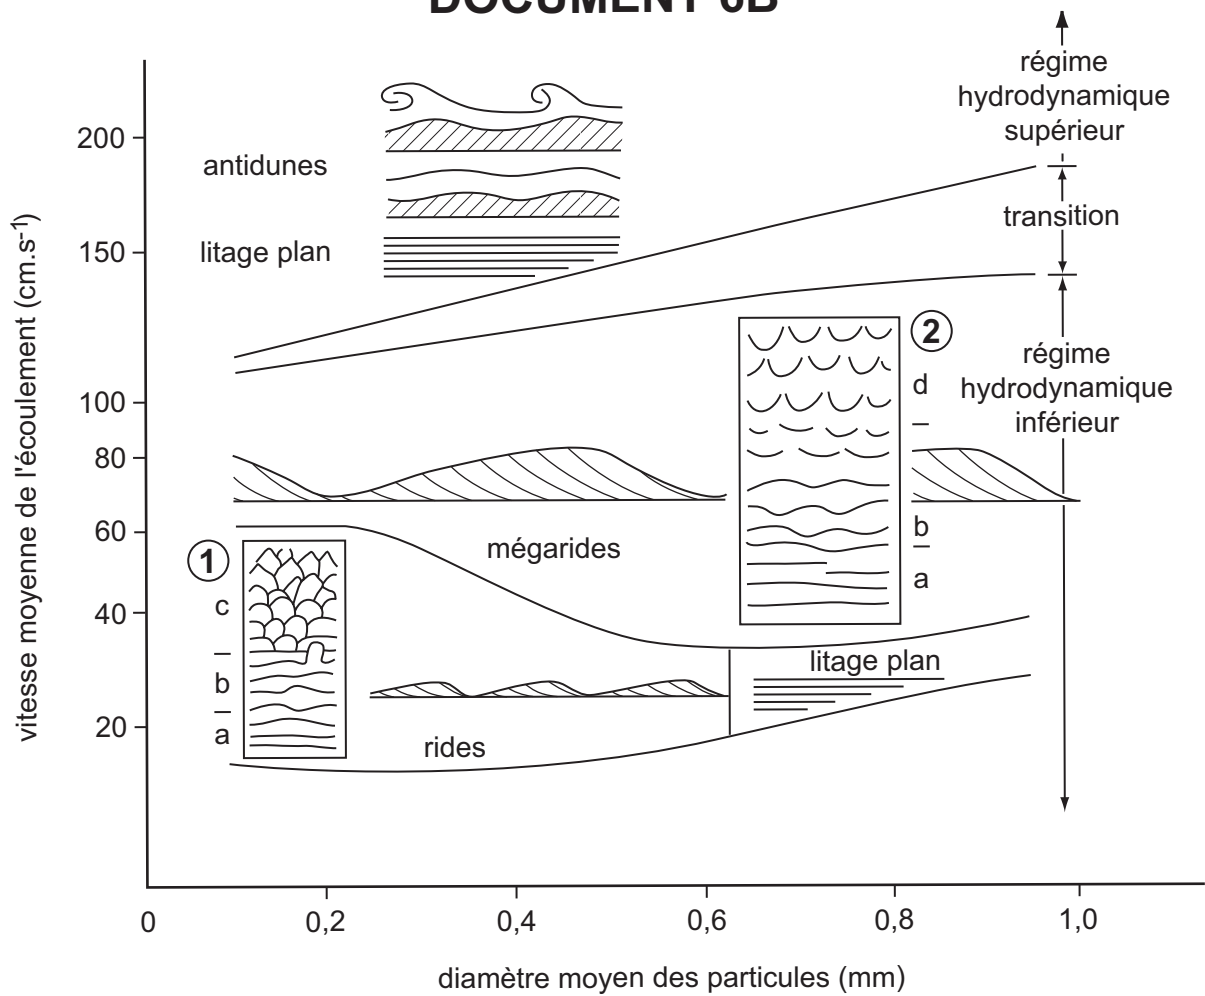 DOCUMENT 6B
régime
hydrodynamique
supérieur
transition
régime
hydrodynamique
inférieur
200
150
100
80
60
40
20
vitesse moyenne de l'écoulement (cm.s-1)
antidunes
litage plan
2
d
b
a
mégarides
1
c
b
a
litage plan
rides
0
0,2
0,4
0,6
0,8
1,0
diamètre moyen des particules (mm)